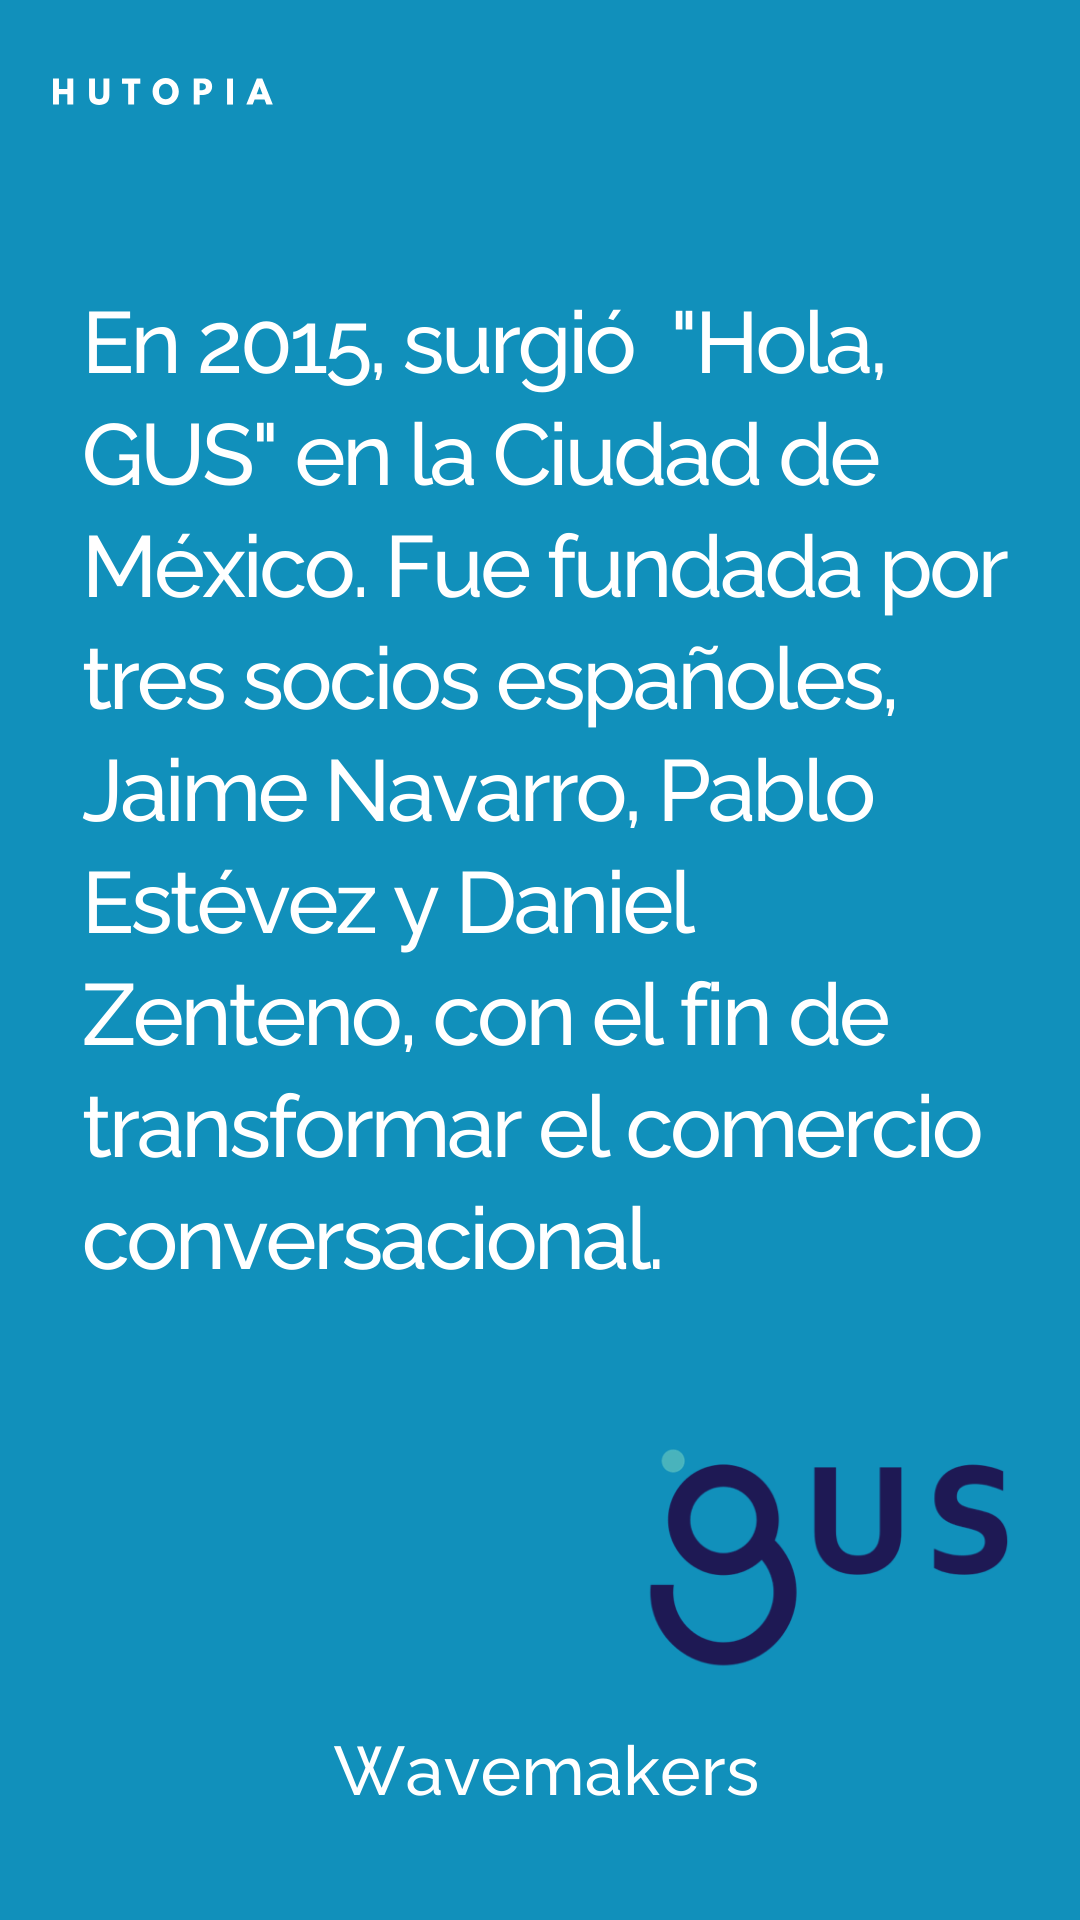 HUTOPIA
En 2015, surgió  "Hola,
GUS" en la Ciudad de
México. Fue fundada por
tres socios españoles,
Jaime Navarro, Pablo
Estévez y Daniel
Zenteno, con el fin de
transformar el comercio
conversacional.
gus
Wavemakers